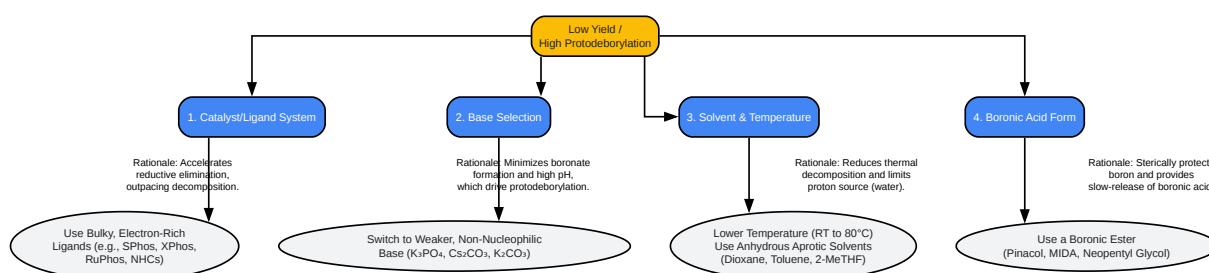 Low Yield /
High Protodeborylation
1. Catalyst/Ligand System
2. Base Selection
3. Solvent & Temperature
4. Boronic Acid Form
Rationale: Accelerates
reductive elimination,
outpacing decomposition.
Rationale: Minimizes boronate
formation and high pH,
which drive protodeborylation.
Rationale: Reduces thermal
decomposition and limits
proton source (water).
Rationale: Sterically protect
boron and provides
slow-release of boronic acid
Use Bulky, Electron-Rich
Ligands (e.g., SPhos, XPhos,
RuPhos, NHCs)
Switch to Weaker, Non-Nucleophilic
Base (K₃PO₄, Cs₂CO₃, K₂CO₃)
Lower Temperature (RT to 80°C)
Use Anhydrous Aprotic Solvents
(Dioxane, Toluene, 2-MeTHF)
Use a Boronic Ester
(Pinacol, MIDA, Neopentyl Glycol)